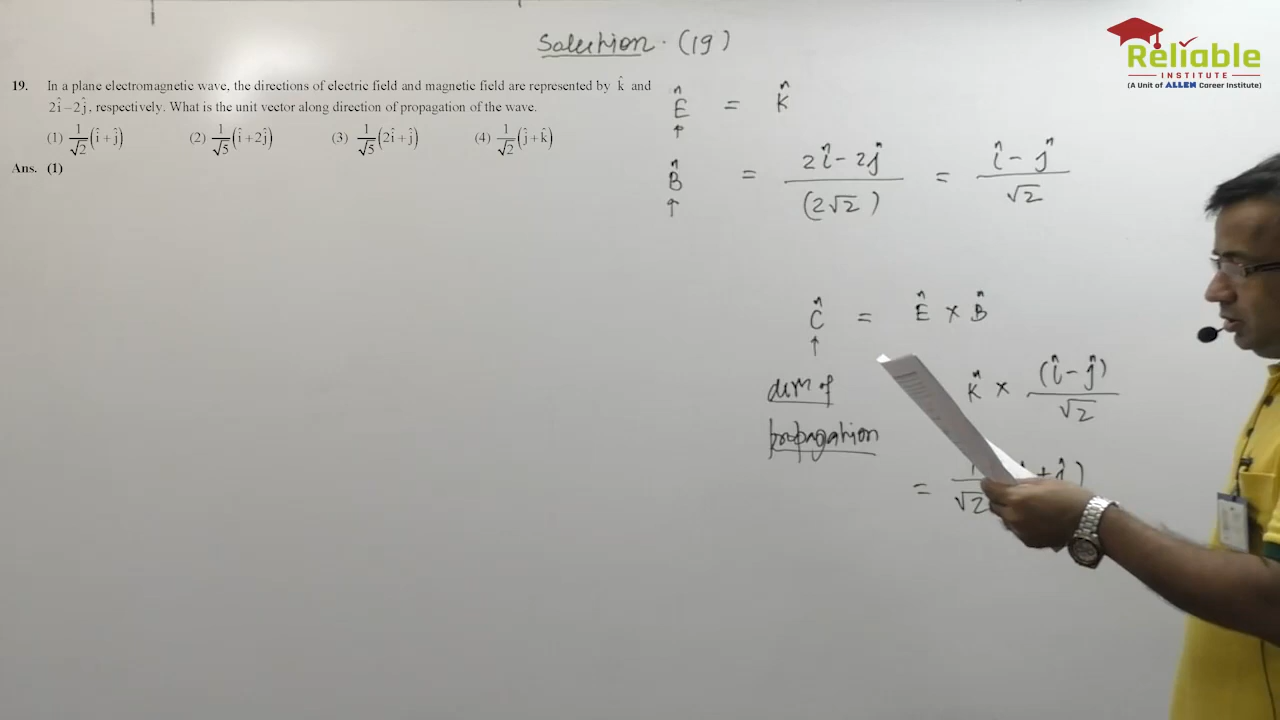 Solution. (19)
Reliable
INSTITUTE
(A Unit of ALLEN Career Institute)
19. In a plane electromagnetic wave, the directions of electric field and magnetic field are represented by k̂ and
2î–2ĵ, respectively. What is the unit vector along direction of propagation of the wave.
(1) 1/√2 (î+ĵ) (2) 1/√5 (î+2ĵ) (3) 1/√5 (2î+ĵ) (4) 1/√2 (ĵ+k̂)
Ans. (1)
Ê = k̂
B̂ = 2î – 2ĵ / (2√2) = î – ĵ / √2
Ĉ = Ê × B̂
dirn of
propagation
k̂ × (î – ĵ) / √2
= √2 + ĵ)